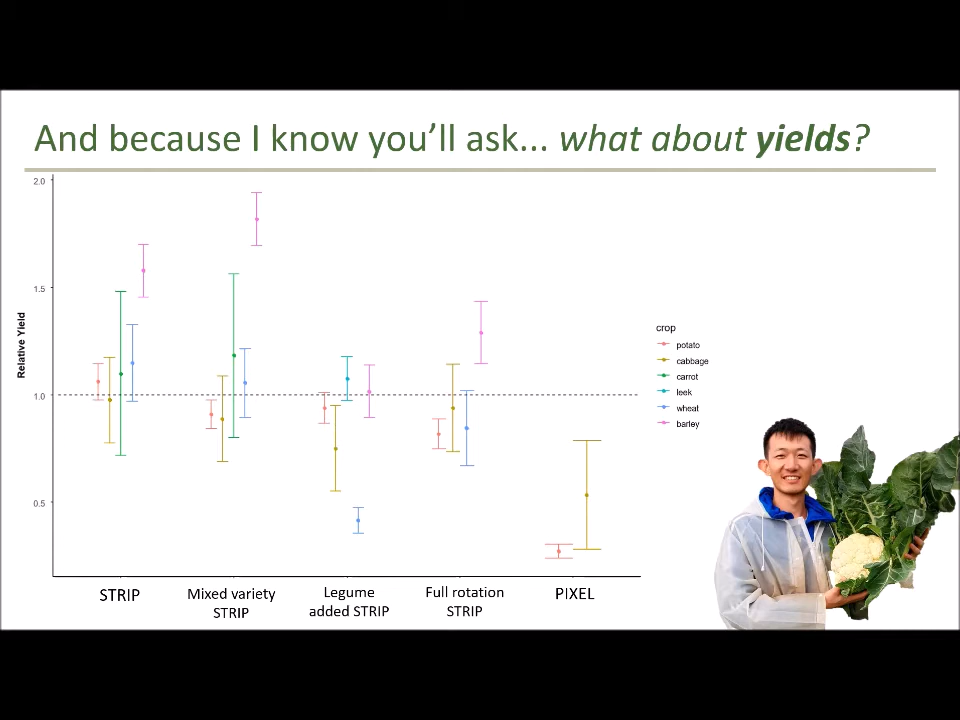 And because I know you'll ask... what about yields?
2.0
1.5
1.0
0.5
Relative Yield
STRIP
Mixed variety
STRIP
Legume
added STRIP
Full rotation
STRIP
PIXEL
crop
potato
cabbage
carrot
leek
wheat
barley